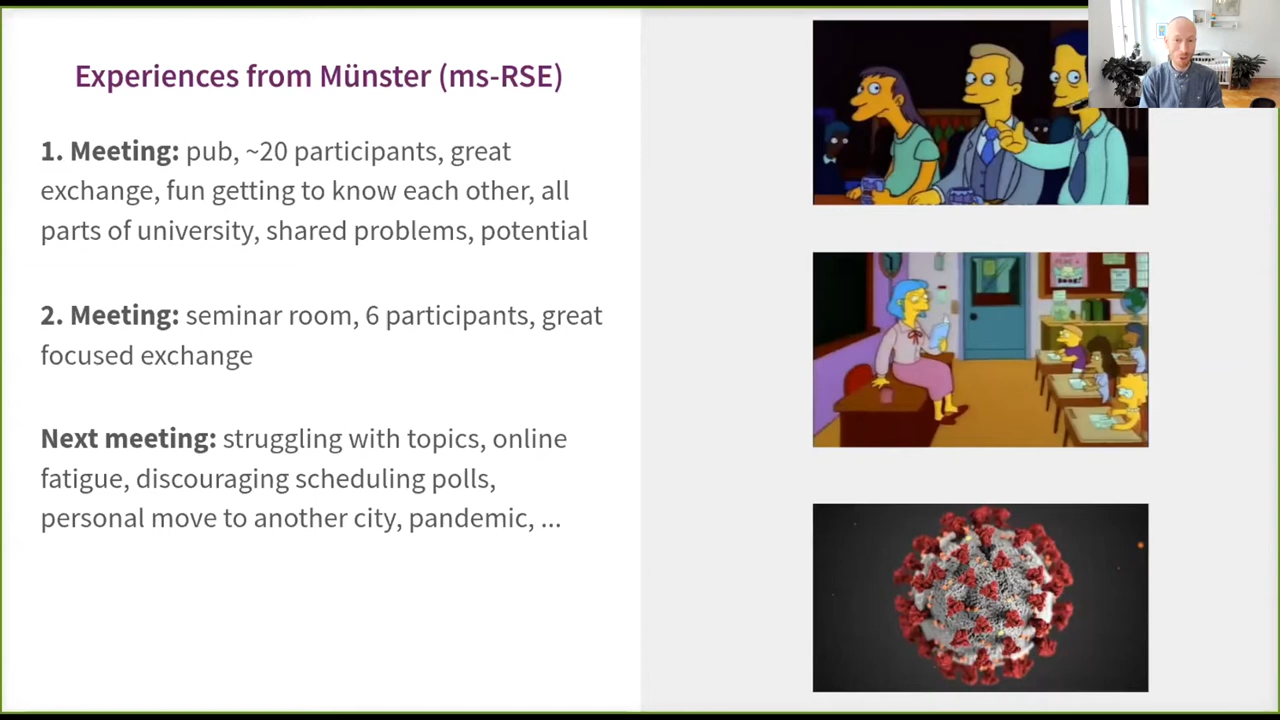 Experiences from Münster (ms-RSE)
1. Meeting: pub, ~20 participants, great
exchange, fun getting to know each other, all
parts of university, shared problems, potential
2. Meeting: seminar room, 6 participants, great
focused exchange
Next meeting: struggling with topics, online
fatigue, discouraging scheduling polls,
personal move to another city, pandemic, ...